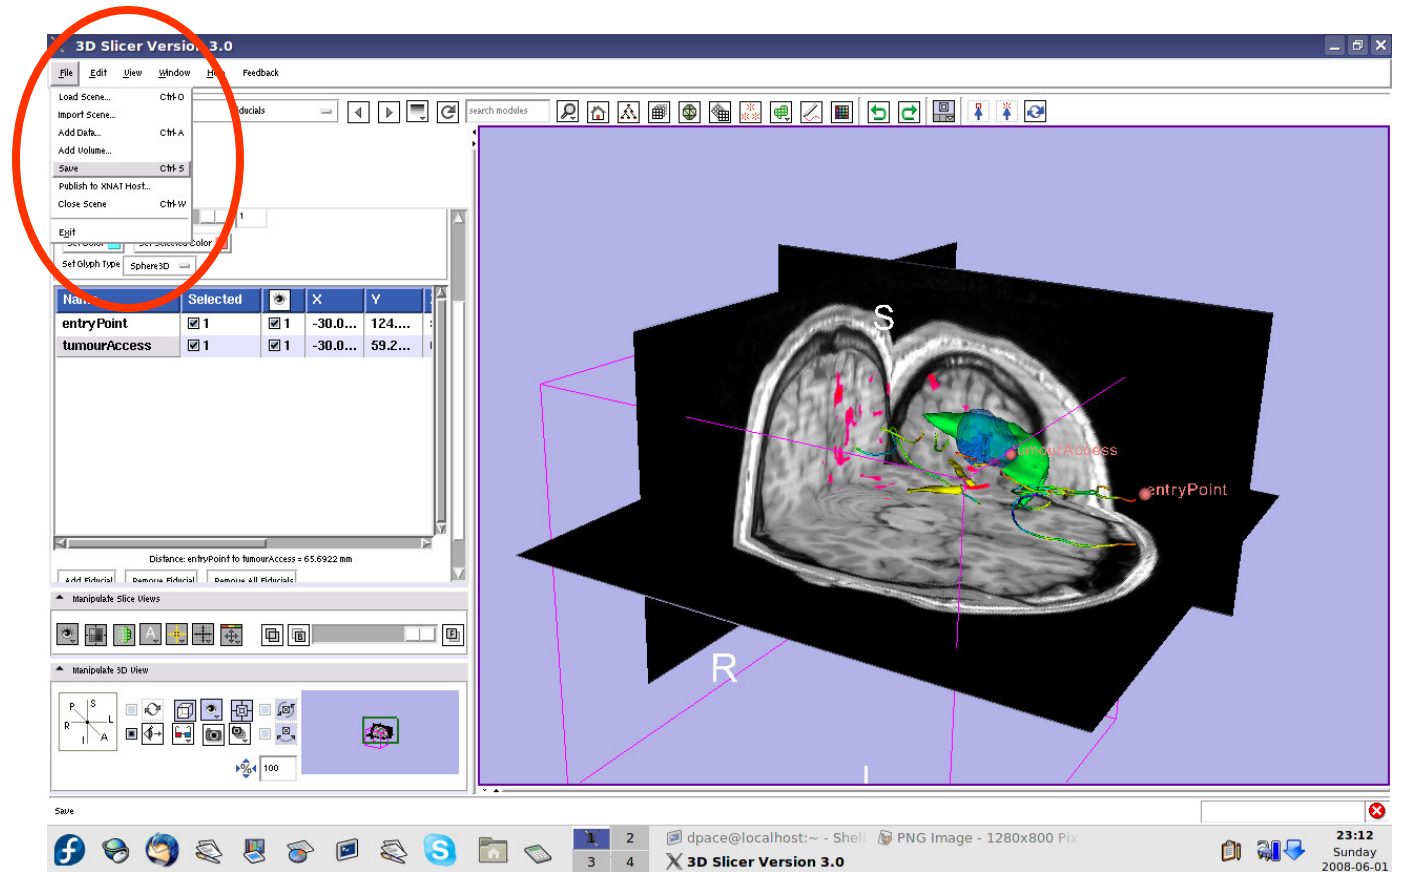 3D Slicer Version 3.0
File Edit View Window Help Feedback
Load Scene... Ctrl-O
Import Scene...
Add Data... Ctrl-A
Add Volume...
Save Ctrl-S
Publish to XNAT Host...
Close Scene Ctrl-W
Exit
search modules
1
Set Glyph Type Sphere3D
Name Selected X Y
entryPoint 1 1 -30.0... 124....
tumourAccess 1 1 -30.0... 59.2...
Distance: entryPoint to tumourAccess = 65.6922 mm
Add Fiducial Remove Fiducial Remove All Fiducials
Manipulate Slice Views
Manipulate 3D View
P S
R L
I A
100
S
tumourAccess
entryPoint
R
I
Save
1 2
3 4
dpace@localhost:~ - Shell
PNG Image - 1280x800 Pix
3D Slicer Version 3.0
23:12
Sunday
2008-06-01